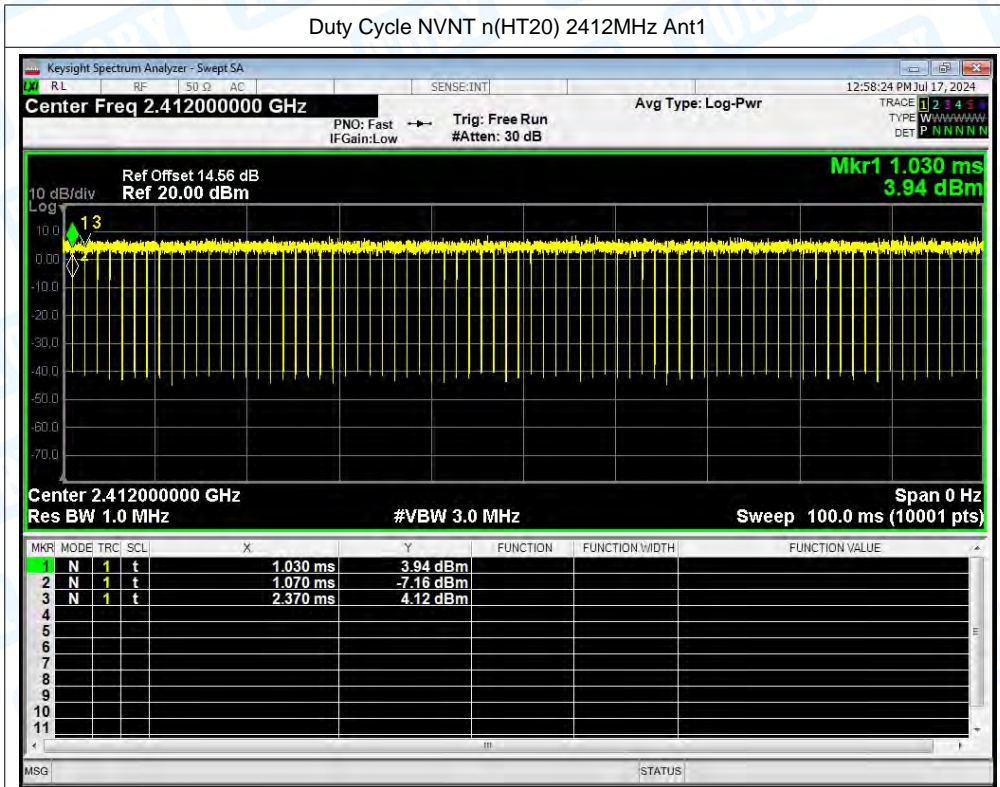 Duty Cycle NVNT n(HT20) 2412MHz Ant1
Keysight Spectrum Analyzer - Swept SA
LXI RL RF 50 Ω AC SENSE:INT 12:58:24 PM Jul 17, 2024
Center Freq 2.412000000 GHz Avg Type: Log-Pwr TRACE 1 2 3 4 5 6
PNO: Fast Trig: Free Run TYPE WWWWWW
IFGain:Low #Atten: 30 dB DET P N N N N N
Mkr1 1.030 ms
Ref Offset 14.56 dB
10 dB/div Ref 20.00 dBm 3.94 dBm
Log
1 3
10.0
2
0.00
-10.0
-20.0
-30.0
-40.0
-50.0
-60.0
-70.0
Center 2.412000000 GHz Span 0 Hz
Res BW 1.0 MHz #VBW 3.0 MHz Sweep 100.0 ms (10001 pts)
MKR MODE TRC SCL X Y FUNCTION FUNCTION WIDTH FUNCTION VALUE
1 N 1 t 1.030 ms 3.94 dBm
2 N 1 t 1.070 ms -7.16 dBm
3 N 1 t 2.370 ms 4.12 dBm
4
5
6
7
8
9
10
11
MSG STATUS